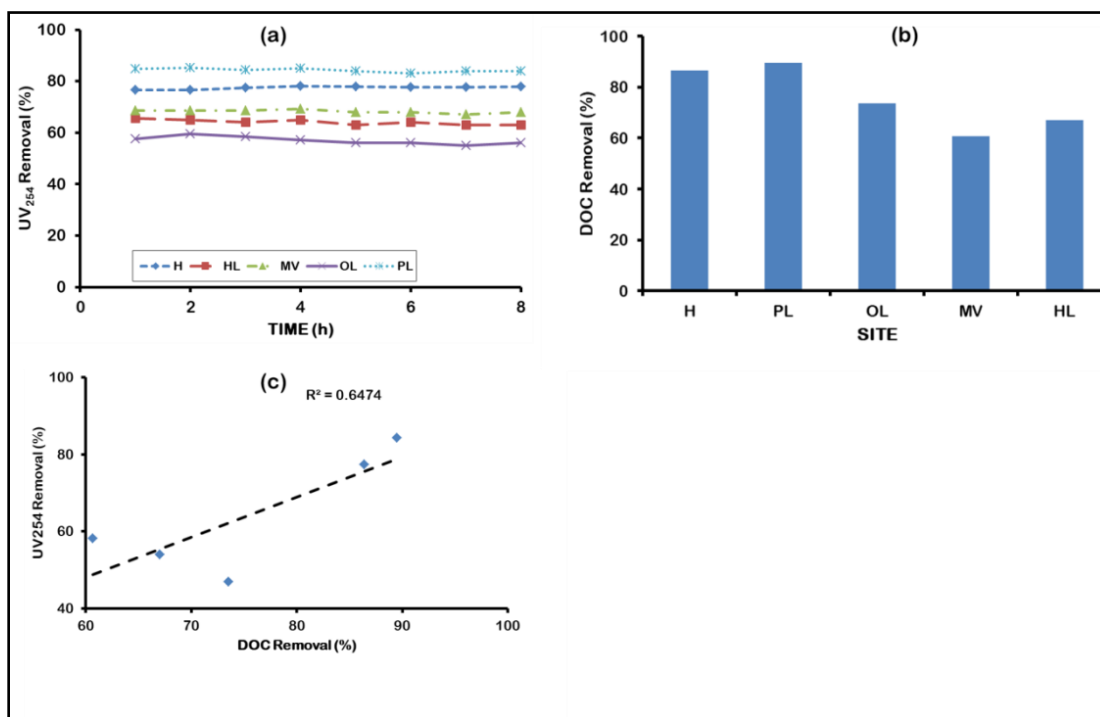 (a)
100
80
60
40
20
0
UV254 Removal (%)
H HL MV OL PL
0 2 4 6 8
TIME (h)
(b)
100
80
60
40
20
0
DOC Removal (%)
H PL OL MV HL
SITE
(c)
R² = 0.6474
100
80
60
40
UV254 Removal (%)
60 70 80 90 100
DOC Removal (%)